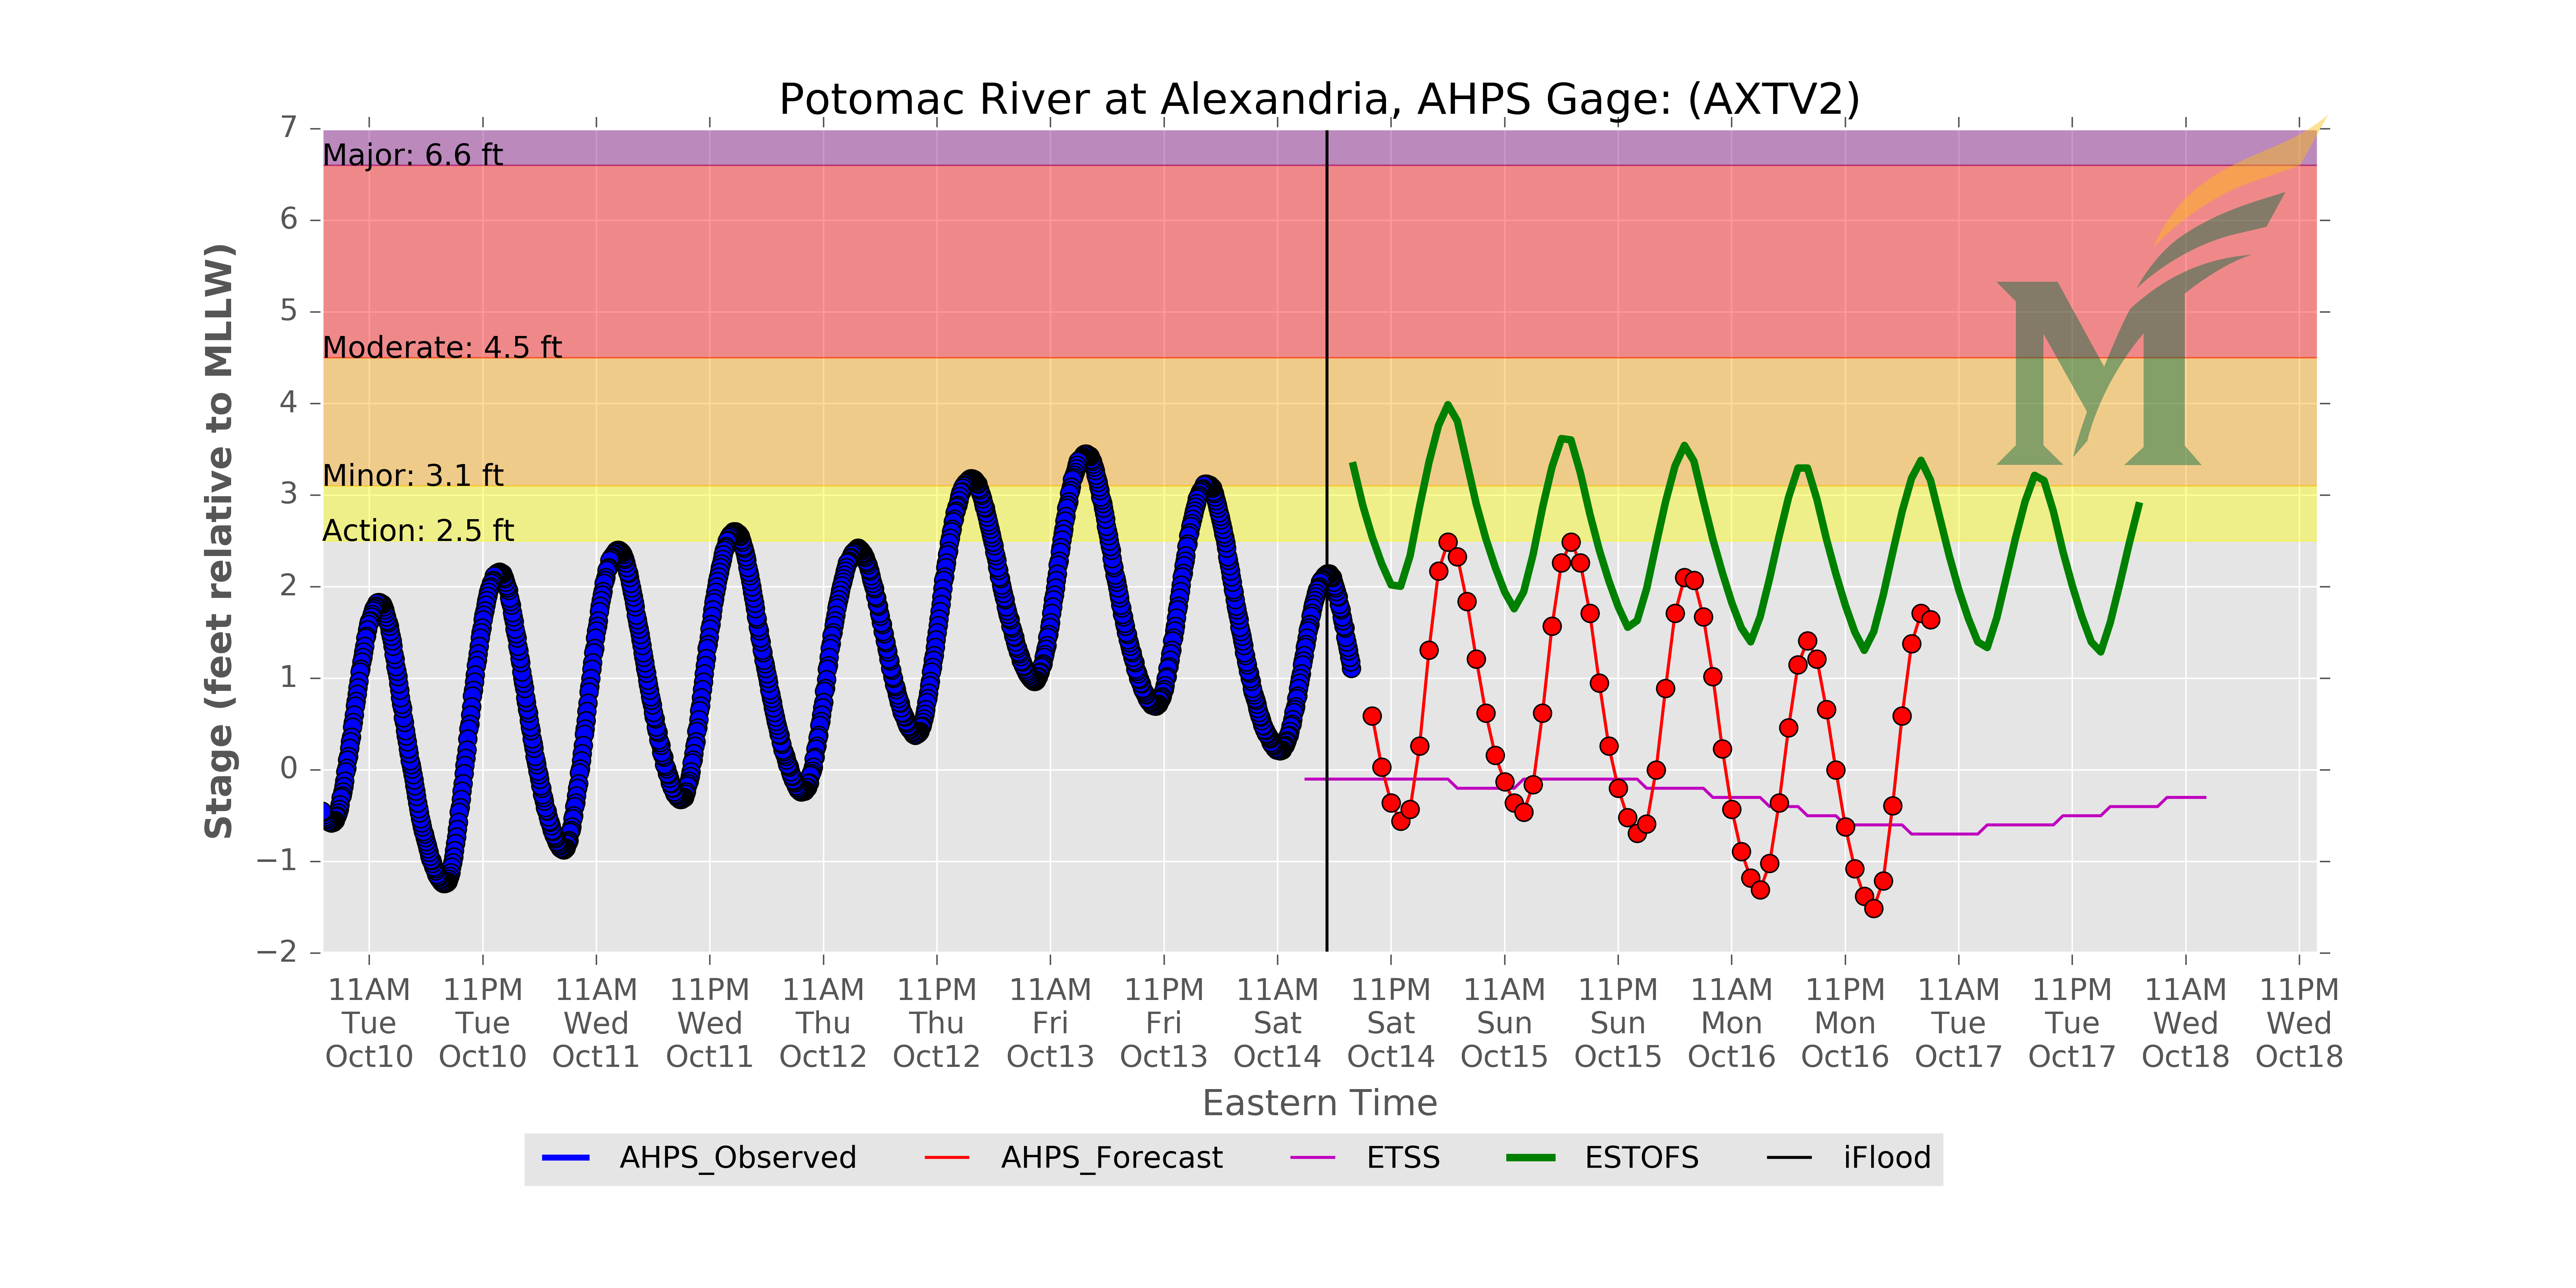 Potomac River at Alexandria, AHPS Gage: (AXTV2)
7
6
5
4
3
2
1
0
−1
−2
Stage (feet relative to MLLW)
Major: 6.6 ft
Moderate: 4.5 ft
Minor: 3.1 ft
Action: 2.5 ft
M
11AM 11PM 11AM 11PM 11AM 11PM 11AM 11PM 11AM 11PM 11AM 11PM 11AM 11PM 11AM 11PM 11AM 11PM
Tue Tue Wed Wed Thu Thu Fri Fri Sat Sat Sun Sun Mon Mon Tue Tue Wed Wed
Oct10 Oct10 Oct11 Oct11 Oct12 Oct12 Oct13 Oct13 Oct14 Oct14 Oct15 Oct15 Oct16 Oct16 Oct17 Oct17 Oct18 Oct18
Eastern Time
AHPS_Observed AHPS_Forecast ETSS ESTOFS iFlood